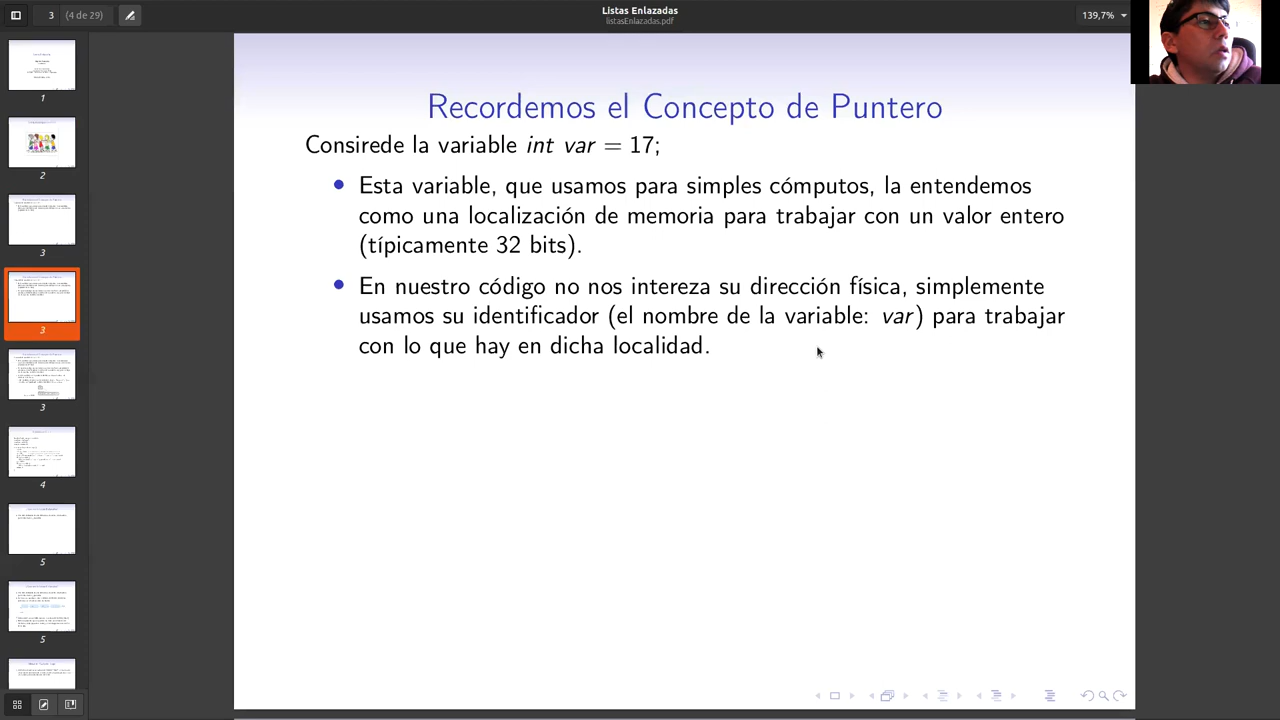 3 (4 de 29)
Listas Enlazadas
listasEnlazadas.pdf
139,7%
1
2
3
3
3
4
5
5
Recordemos el Concepto de Puntero
Consirede la variable int var = 17;
• Esta variable, que usamos para simples cómputos, la entendemos
como una localización de memoria para trabajar con un valor entero
(típicamente 32 bits).
• En nuestro código no nos intereza su dirección física, simplemente
usamos su identificador (el nombre de la variable: var) para trabajar
con lo que hay en dicha localidad.